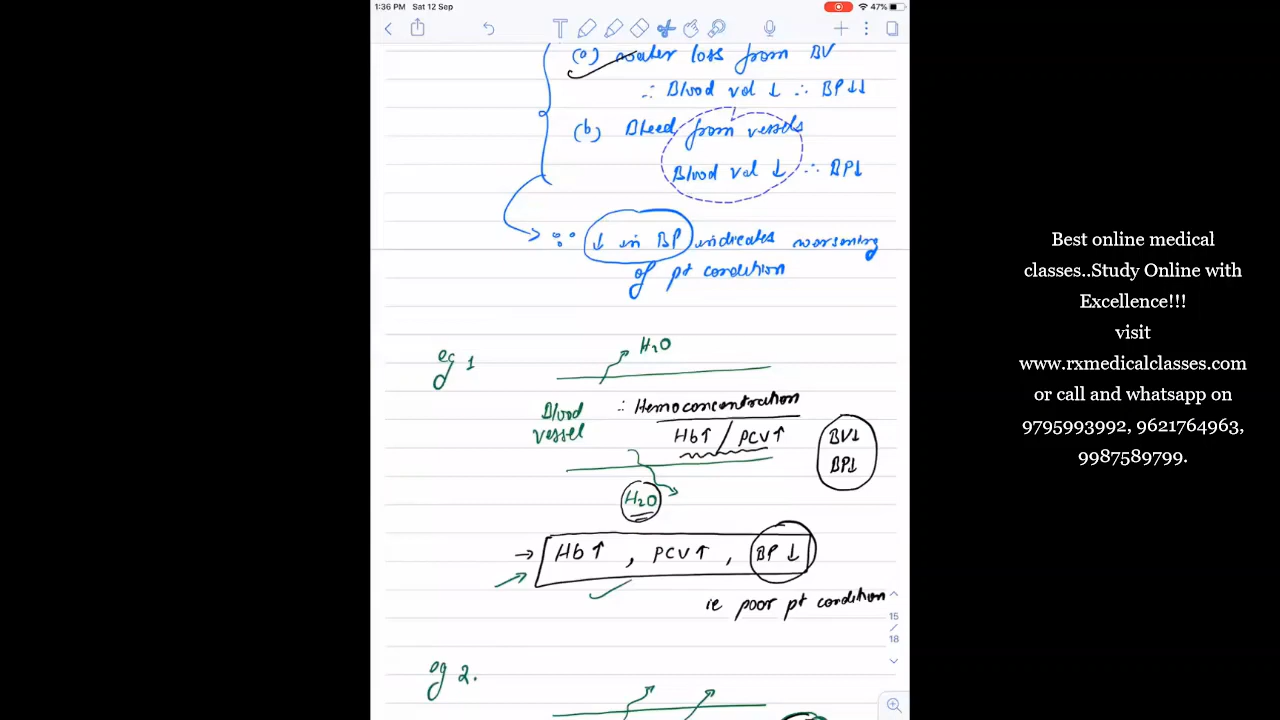 1:36 PM Sat 12 Sep
47%
(a) water loss from BV
∴ Blood vol ↓ ∴ BP↓↓
(b) Bleed from vessels
Blood vol ↓ ∴ BP↓
∴ ↓ in BP indicates worsening
of pt condition
eg 1
H₂O
Blood
vessel
∴ Hemoconcentration
Hb↑ / PCV↑
BV↓
BP↓
H₂O
→ Hb↑ , PCV↑ , BP↓
ie poor pt condition
15
/
18
eg 2.
Best online medical
classes..Study Online with
Excellence!!!
visit
www.rxmedicalclasses.com
or call and whatsapp on
9795993992, 9621764963,
9987589799.